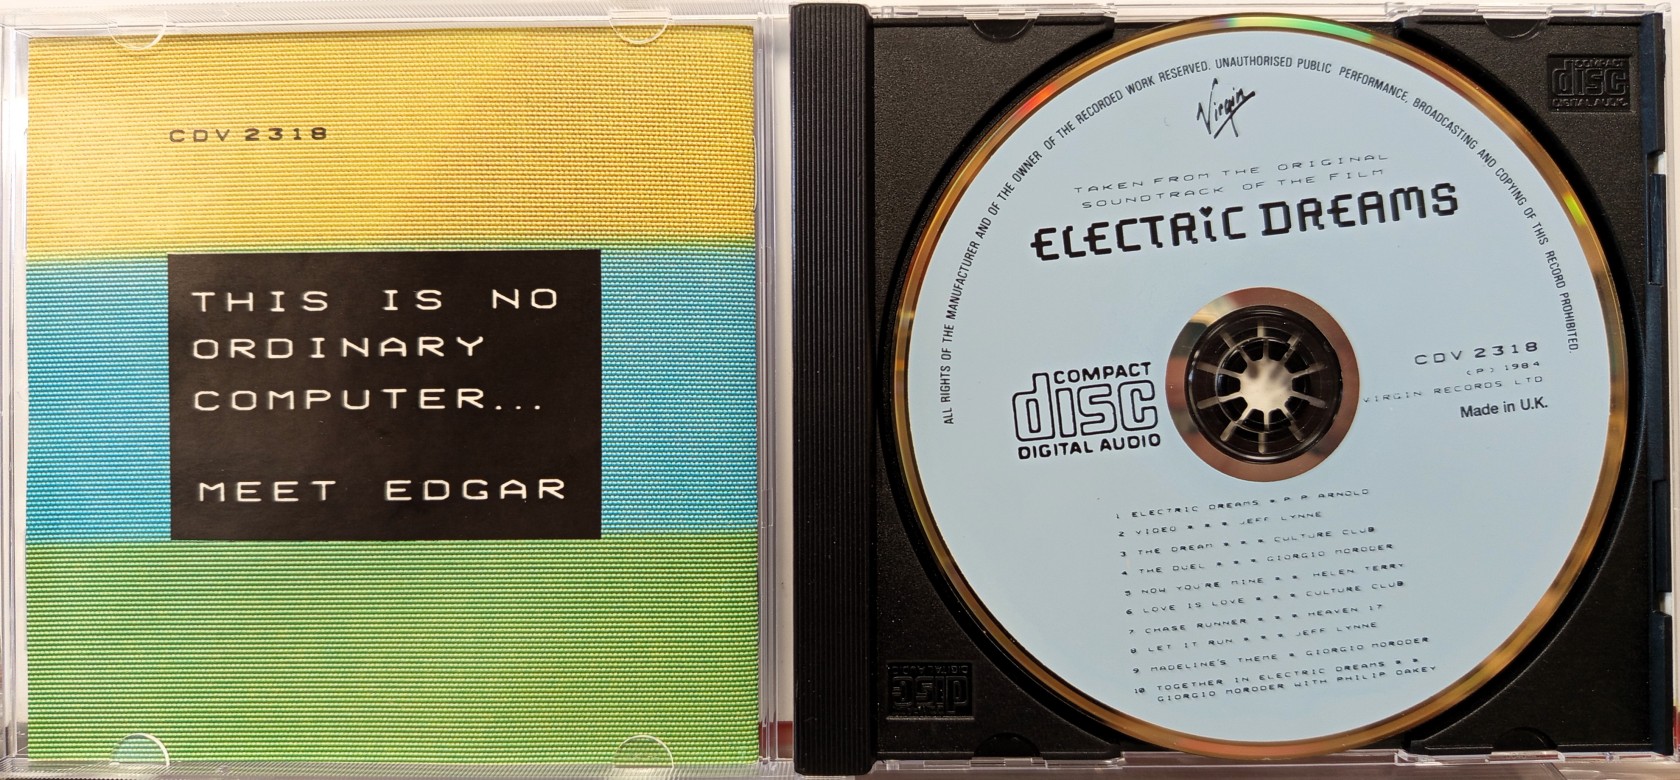 CDV 2318
THIS IS NO
ORDINARY
COMPUTER...
MEET EDGAR
COMPACT
disc
DIGITAL AUDIO
ALL RIGHTS OF THE MANUFACTURER AND OF THE OWNER OF THE RECORDED WORK RESERVED. UNAUTHORISED PUBLIC PERFORMANCE, BROADCASTING AND COPYING OF THIS RECORD PROHIBITED.
Virgin
TAKEN FROM THE ORIGINAL
SOUNDTRACK OF THE FILM
ELECTRIC DREAMS
COMPACT
disc
DIGITAL AUDIO
CDV 2318
(P) 1984
VIRGIN RECORDS LTD
Made in U.K.
1 ELECTRIC DREAMS * P. P. ARNOLD
2 VIDEO * * * JEFF LYNNE
3 THE DREAM * * * CULTURE CLUB
4 THE DUEL * * * GIORGIO MORODER
5 NOW YOU'RE MINE * * HELEN TERRY
6 LOVE IS LOVE * * * CULTURE CLUB
7 CHASE RUNNER * * * HEAVEN 17
8 LET IT RUN * * * JEFF LYNNE
9 MADELINE'S THEME * GIORGIO MORODER
10 TOGETHER IN ELECTRIC DREAMS * *
GIORGIO MORODER WITH PHILIP OAKEY
COMPACT
disc
DIGITAL AUDIO